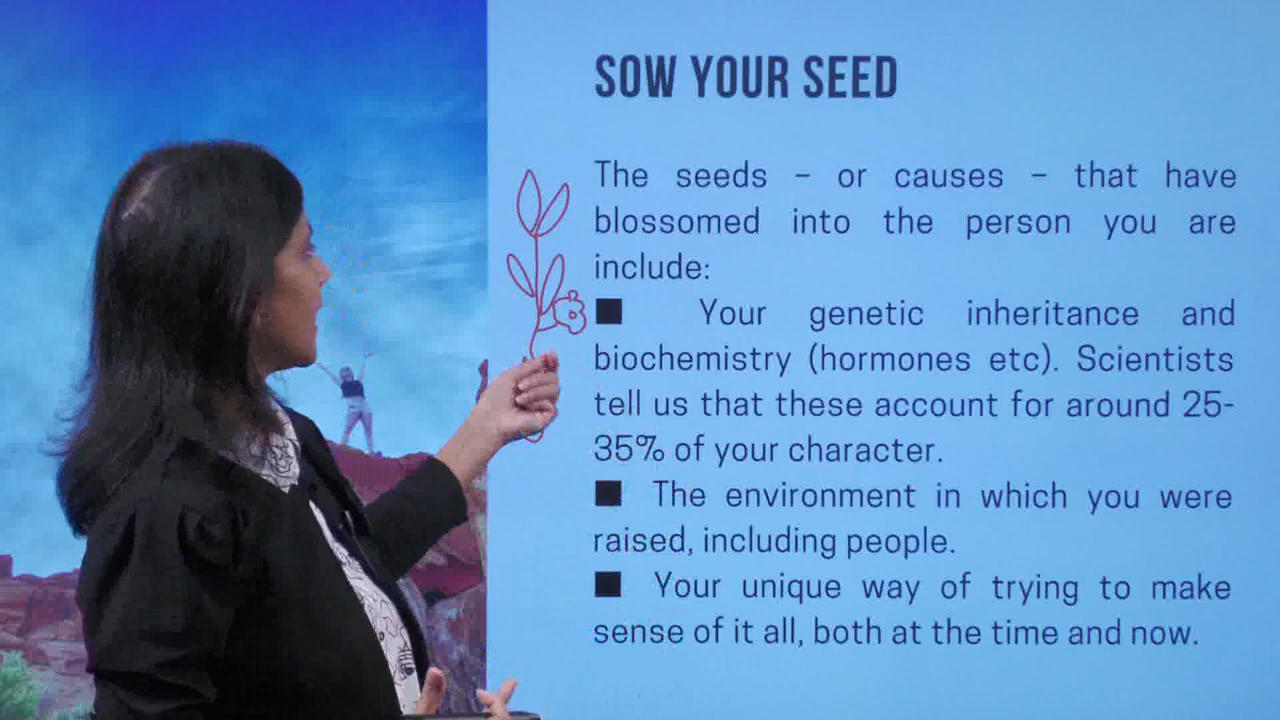 SOW YOUR SEED
The seeds – or causes – that have
blossomed into the person you are
include:
■ Your genetic inheritance and
biochemistry (hormones etc). Scientists
tell us that these account for around 25-
35% of your character.
■ The environment in which you were
raised, including people.
■ Your unique way of trying to make
sense of it all, both at the time and now.